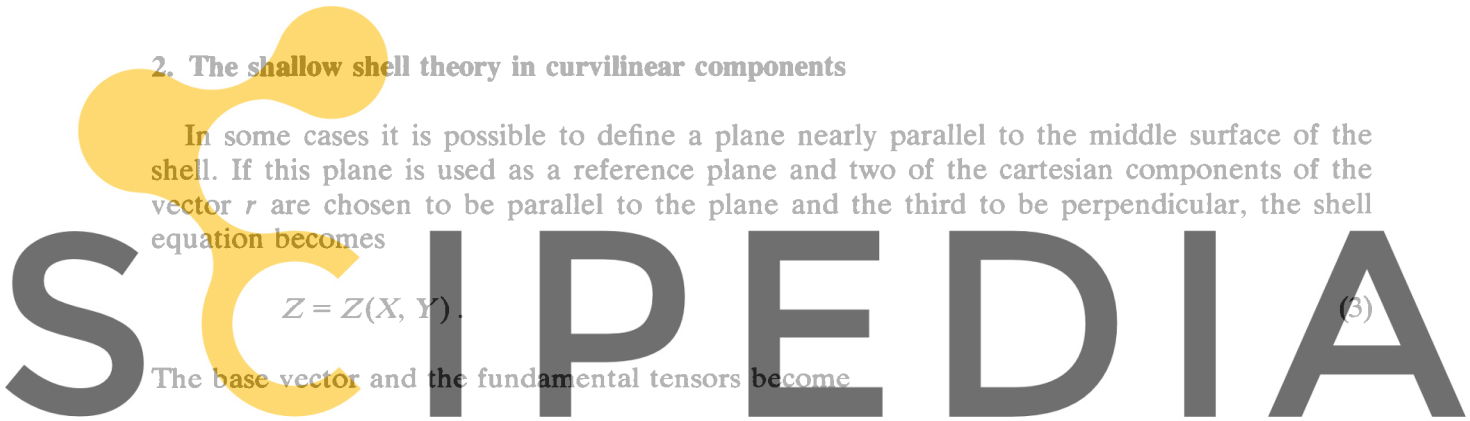 2. The shallow shell theory in curvilinear components
In some cases it is possible to define a plane nearly parallel to the middle surface of the
shell. If this plane is used as a reference plane and two of the cartesian components of the
vector r are chosen to be parallel to the plane and the third to be perpendicular, the shell
equation becomes
Z = Z(X, Y) . (3)
SCIPEDIA
The base vector and the fundamental tensors become